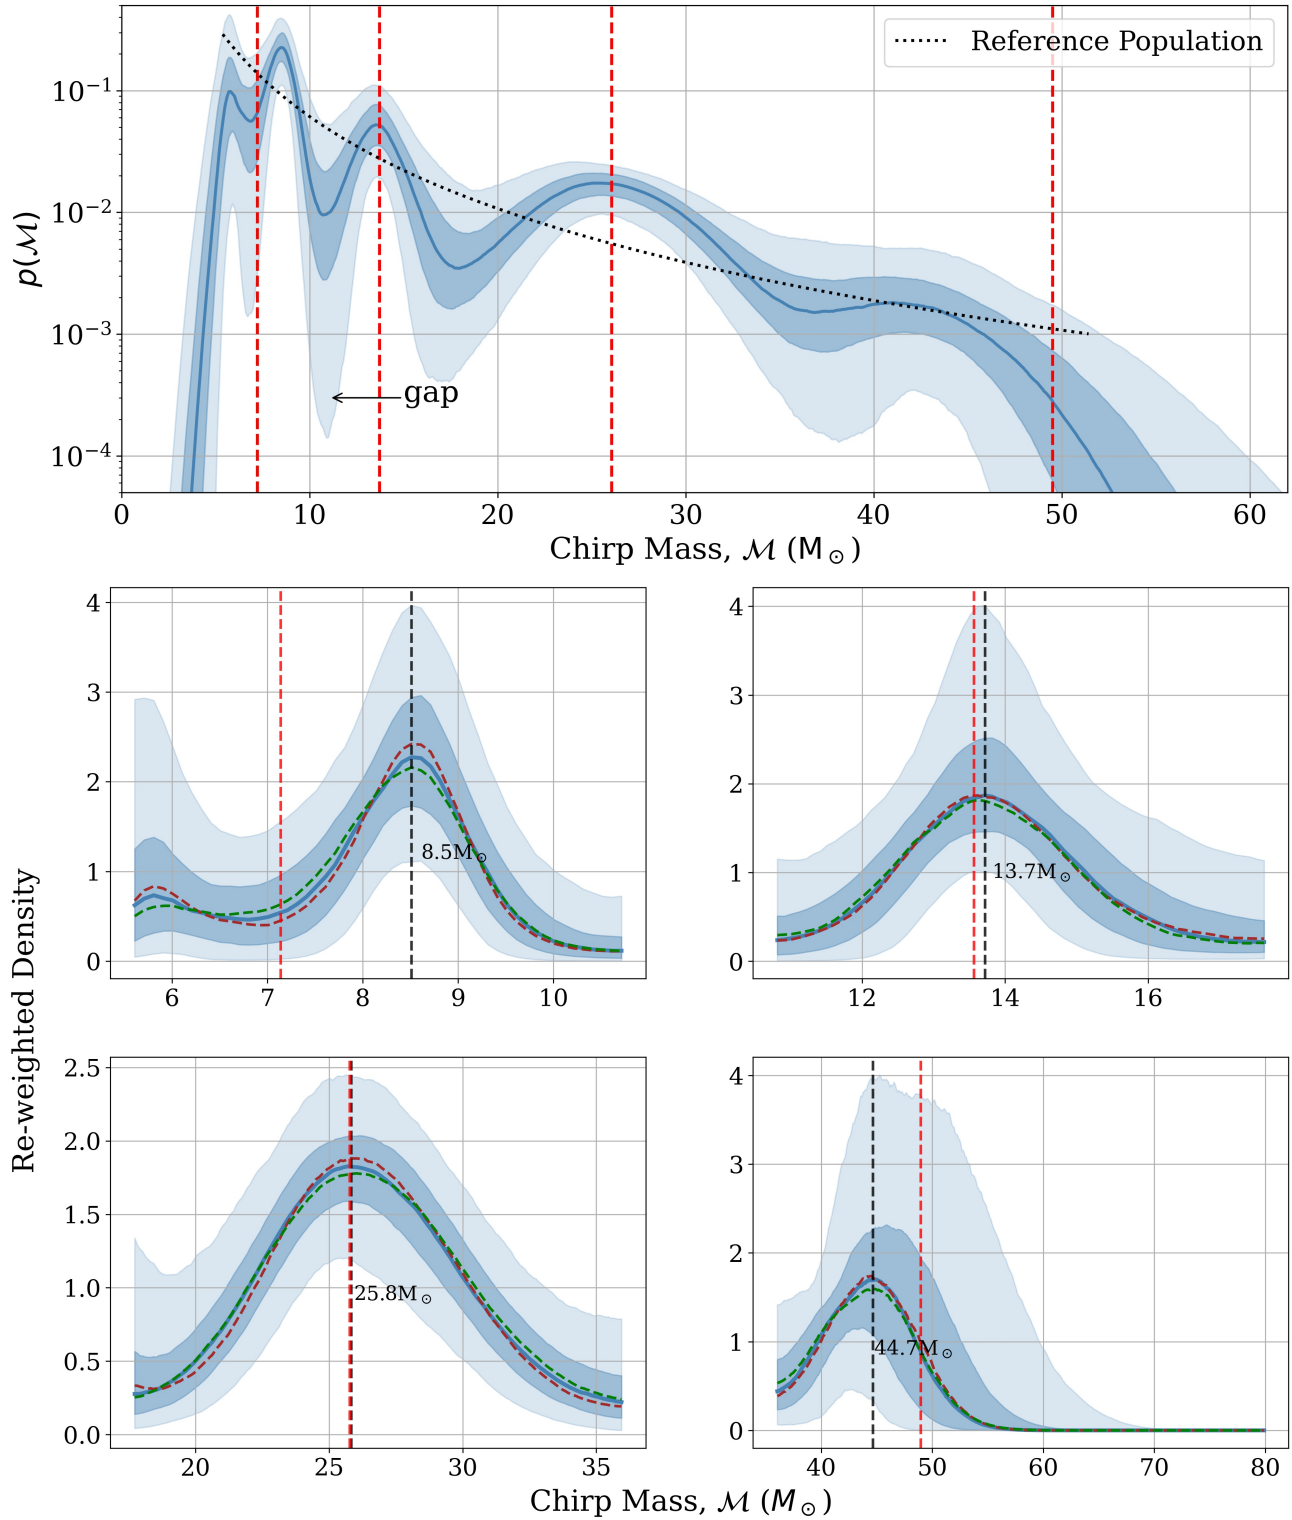 Reference Population
10⁻¹
10⁻²
10⁻³
10⁻⁴
p(ℳ)
gap
0 10 20 30 40 50 60
Chirp Mass, ℳ (M⊙)
4
3
2
1
0
8.5M⊙
6 7 8 9 10
4
3
2
1
0
13.7M⊙
12 14 16
Re-weighted Density
2.5
2.0
1.5
1.0
0.5
0.0
25.8M⊙
20 25 30 35
4
3
2
1
0
44.7M⊙
40 50 60 70 80
Chirp Mass, ℳ (M⊙)